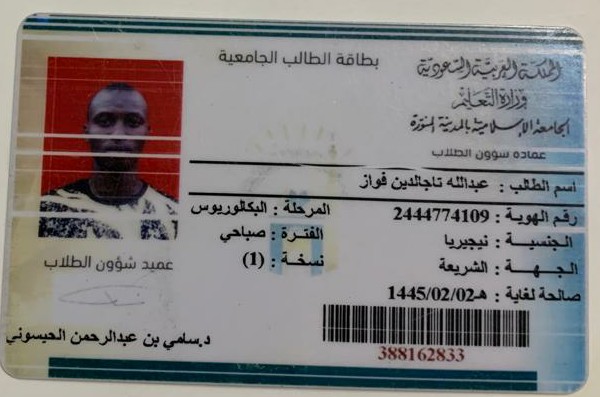 بطاقة الطالب الجامعية
المملكة العربية السعودية
وزارة التعليم
الجامعة الإسلامية بالمدينة المنورة
عمادة شؤون الطلاب
اسم الطالب : عبدالله تاجالدين فواز
رقم الهوية : 2444774109 المرحلة : البكالوريوس
الجنسية : نيجيريا الفترة : صباحي
الجهة : الشريعة نسخة : (1)
صالحة لغاية : 1445/02/02هـ
388162833
عميد شؤون الطلاب
د.سامي بن عبدالرحمن الحيسوني